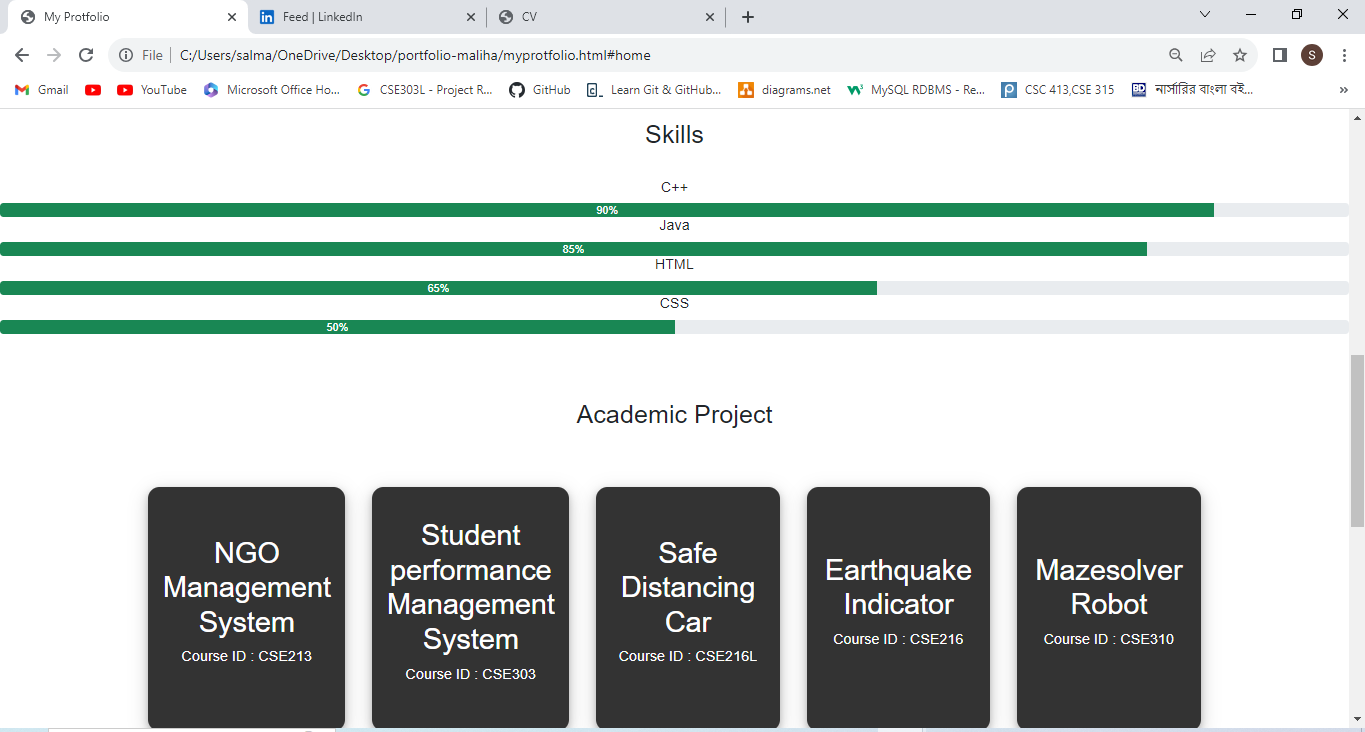 My Protfolio
Feed | LinkedIn
CV
File
C:/Users/salma/OneDrive/Desktop/portfolio-maliha/myprotfolio.html#home
S
Gmail
YouTube
Microsoft Office Ho...
CSE303L - Project R...
GitHub
Learn Git & GitHub...
diagrams.net
MySQL RDBMS - Re...
CSC 413,CSE 315
BD
নার্সারির বাংলা বই...
Skills
C++
90%
Java
85%
HTML
65%
CSS
50%
Academic Project
NGO
Management
System
Course ID : CSE213
Student
performance
Management
System
Course ID : CSE303
Safe
Distancing
Car
Course ID : CSE216L
Earthquake
Indicator
Course ID : CSE216
Mazesolver
Robot
Course ID : CSE310